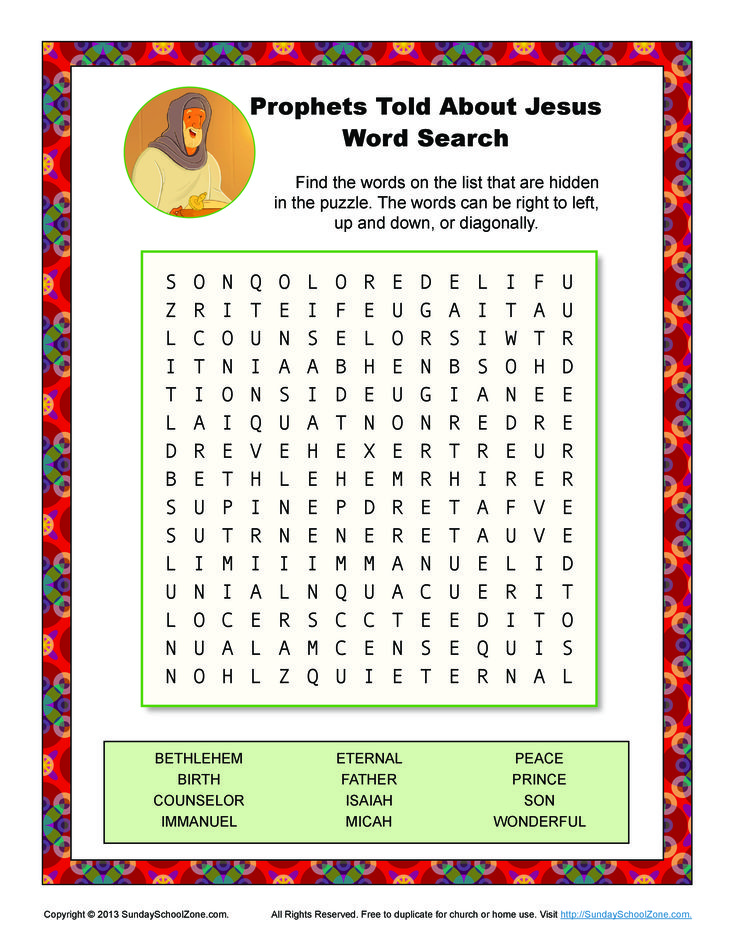 Prophets Told About Jesus
Word Search
Find the words on the list that are hidden
in the puzzle. The words can be right to left,
up and down, or diagonally.
S O N Q O L O R E D E L I F U
Z R I T E I F E U G A I T A U
L C O U N S E L O R S I W T R
I T N I A A B H E N B S O H D
T I O N S I D E U G I A N E E
L A I Q U A T N O N R E D R E
D R E V E H E X E R T R E U R
B E T H L E H E M R H I R E R
S U P I N E P D R E T A F V E
S U T R N E N E R E T A U V E
L I M I I I M M A N U E L I D
U N I A L N Q U A C U E R I T
L O C E R S C C T E E D I T O
N U A L A M C E N S E Q U I S
N O H L Z Q U I E T E R N A L
BETHLEHEM ETERNAL PEACE
BIRTH FATHER PRINCE
COUNSELOR ISAIAH SON
IMMANUEL MICAH WONDERFUL
Copyright © 2013 SundaySchoolZone.com. All Rights Reserved. Free to duplicate for church or home use. Visit http://SundaySchoolZone.com.